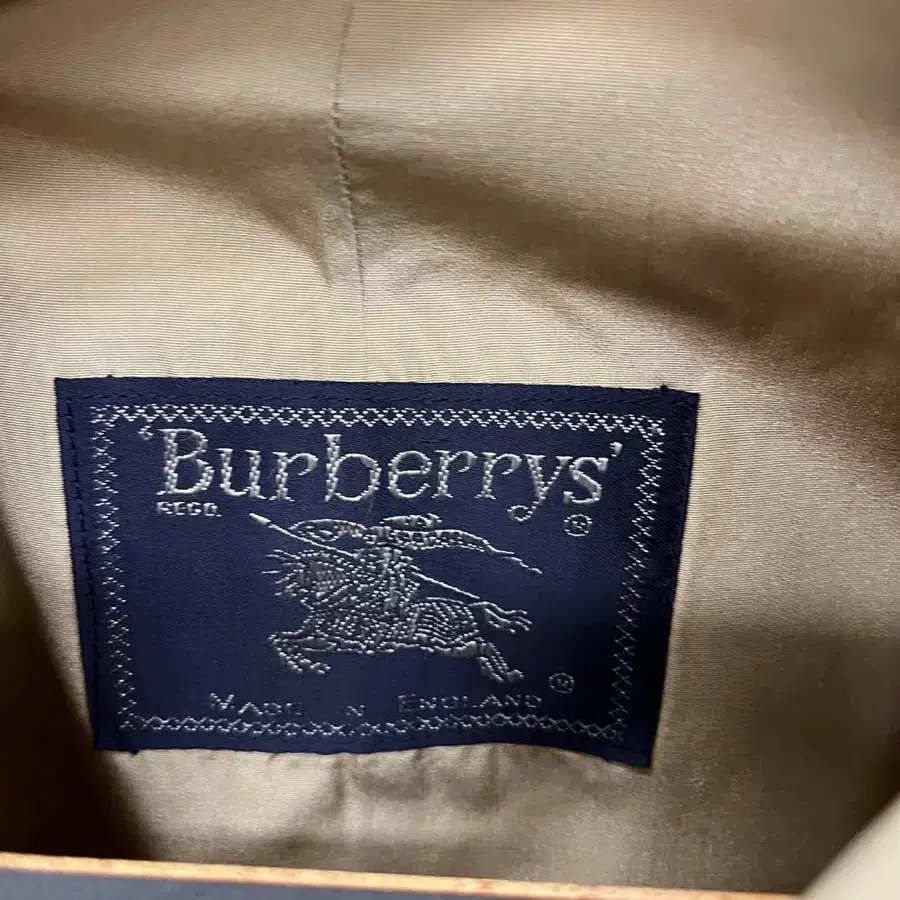 'Burberrys'
REGD. ®
®
MADE IN ENGLAND